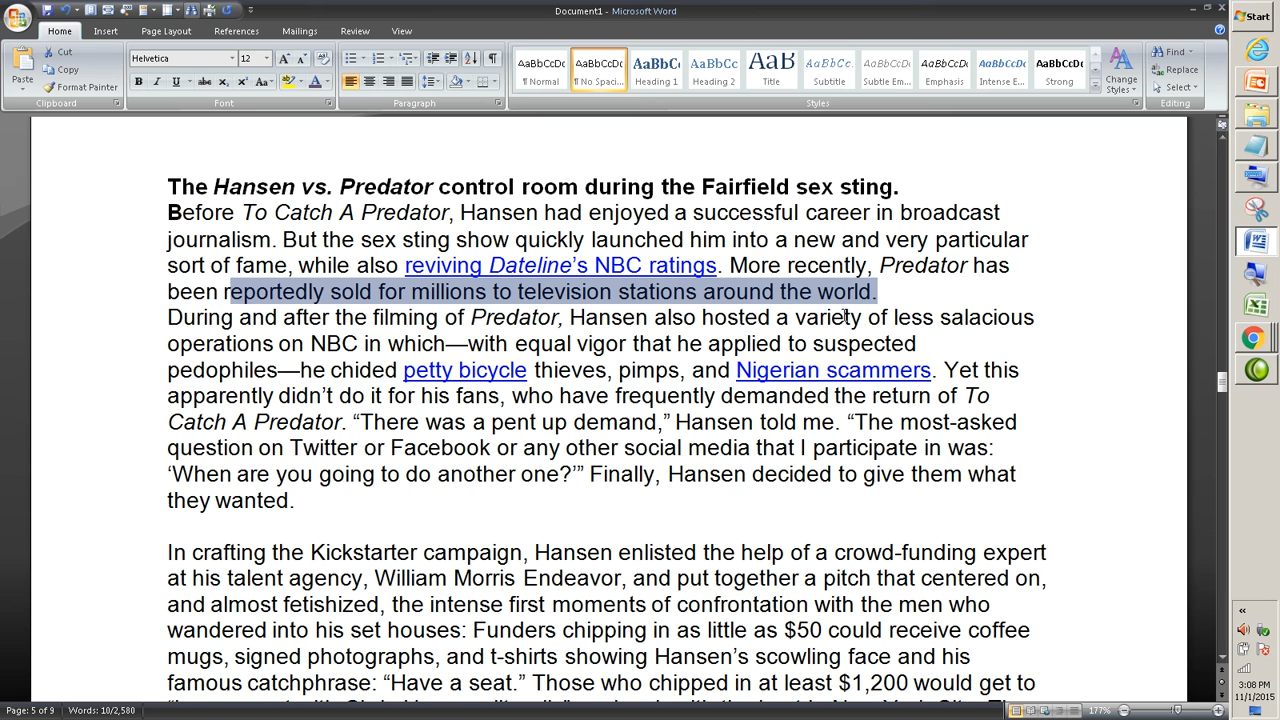 Document1 - Microsoft Word
Home Insert Page Layout References Mailings Review View
Paste
Cut
Copy
Format Painter
Clipboard
Helvetica 12
Font
Paragraph
AaBbCcDc AaBbCcDc AaBbCc AaBbCc AaB AaBbCc. AaBbCcDc AaBbCcDc AaBbCcDc AaBbCcDc
¶ Normal ¶ No Spaci... Heading 1 Heading 2 Title Subtitle Subtle Em... Emphasis Intense E... Strong
Change Styles
Styles
Find
Replace
Select
Editing
Start
The Hansen vs. Predator control room during the Fairfield sex sting.
Before To Catch A Predator, Hansen had enjoyed a successful career in broadcast
journalism. But the sex sting show quickly launched him into a new and very particular
sort of fame, while also reviving Dateline’s NBC ratings. More recently, Predator has
been reportedly sold for millions to television stations around the world.
During and after the filming of Predator, Hansen also hosted a variety of less salacious
operations on NBC in which—with equal vigor that he applied to suspected
pedophiles—he chided petty bicycle thieves, pimps, and Nigerian scammers. Yet this
apparently didn’t do it for his fans, who have frequently demanded the return of To
Catch A Predator. “There was a pent up demand,” Hansen told me. “The most-asked
question on Twitter or Facebook or any other social media that I participate in was:
‘When are you going to do another one?’” Finally, Hansen decided to give them what
they wanted.
In crafting the Kickstarter campaign, Hansen enlisted the help of a crowd-funding expert
at his talent agency, William Morris Endeavor, and put together a pitch that centered on,
and almost fetishized, the intense first moments of confrontation with the men who
wandered into his set houses: Funders chipping in as little as $50 could receive coffee
mugs, signed photographs, and t-shirts showing Hansen’s scowling face and his
famous catchphrase: “Have a seat.” Those who chipped in at least $1,200 would get to
Page: 5 of 9 Words: 10/2,580
177%
3:08 PM
11/1/2015